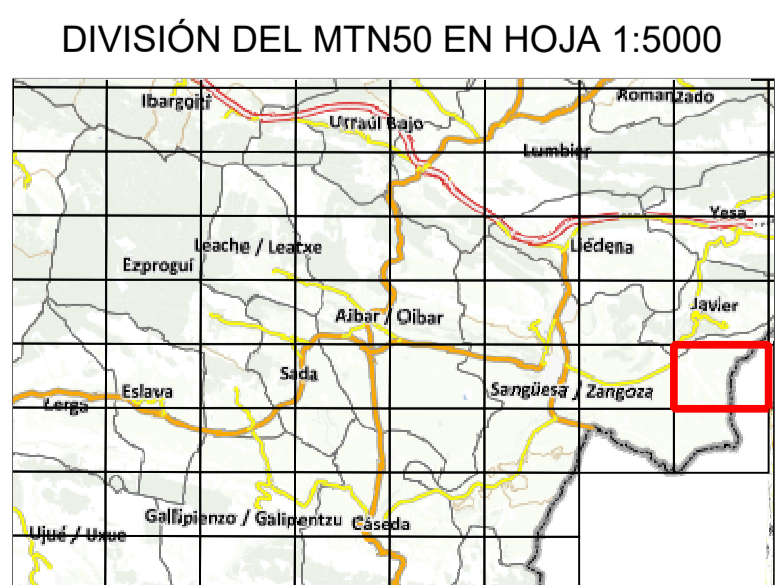 DIVISIÓN DEL MTN50 EN HOJA 1:5000
Ibargoiti
Romanzado
Urraúl Bajo
Lumbier
Yesa
Leache / Leatxe
Liédena
Ezprogui
Javier
Aibar / Oibar
Sada
Eslava
Sangüesa / Zangoza
Lerga
Gallipienzo / Galipentzu
Cáseda
Ujué / Uxue